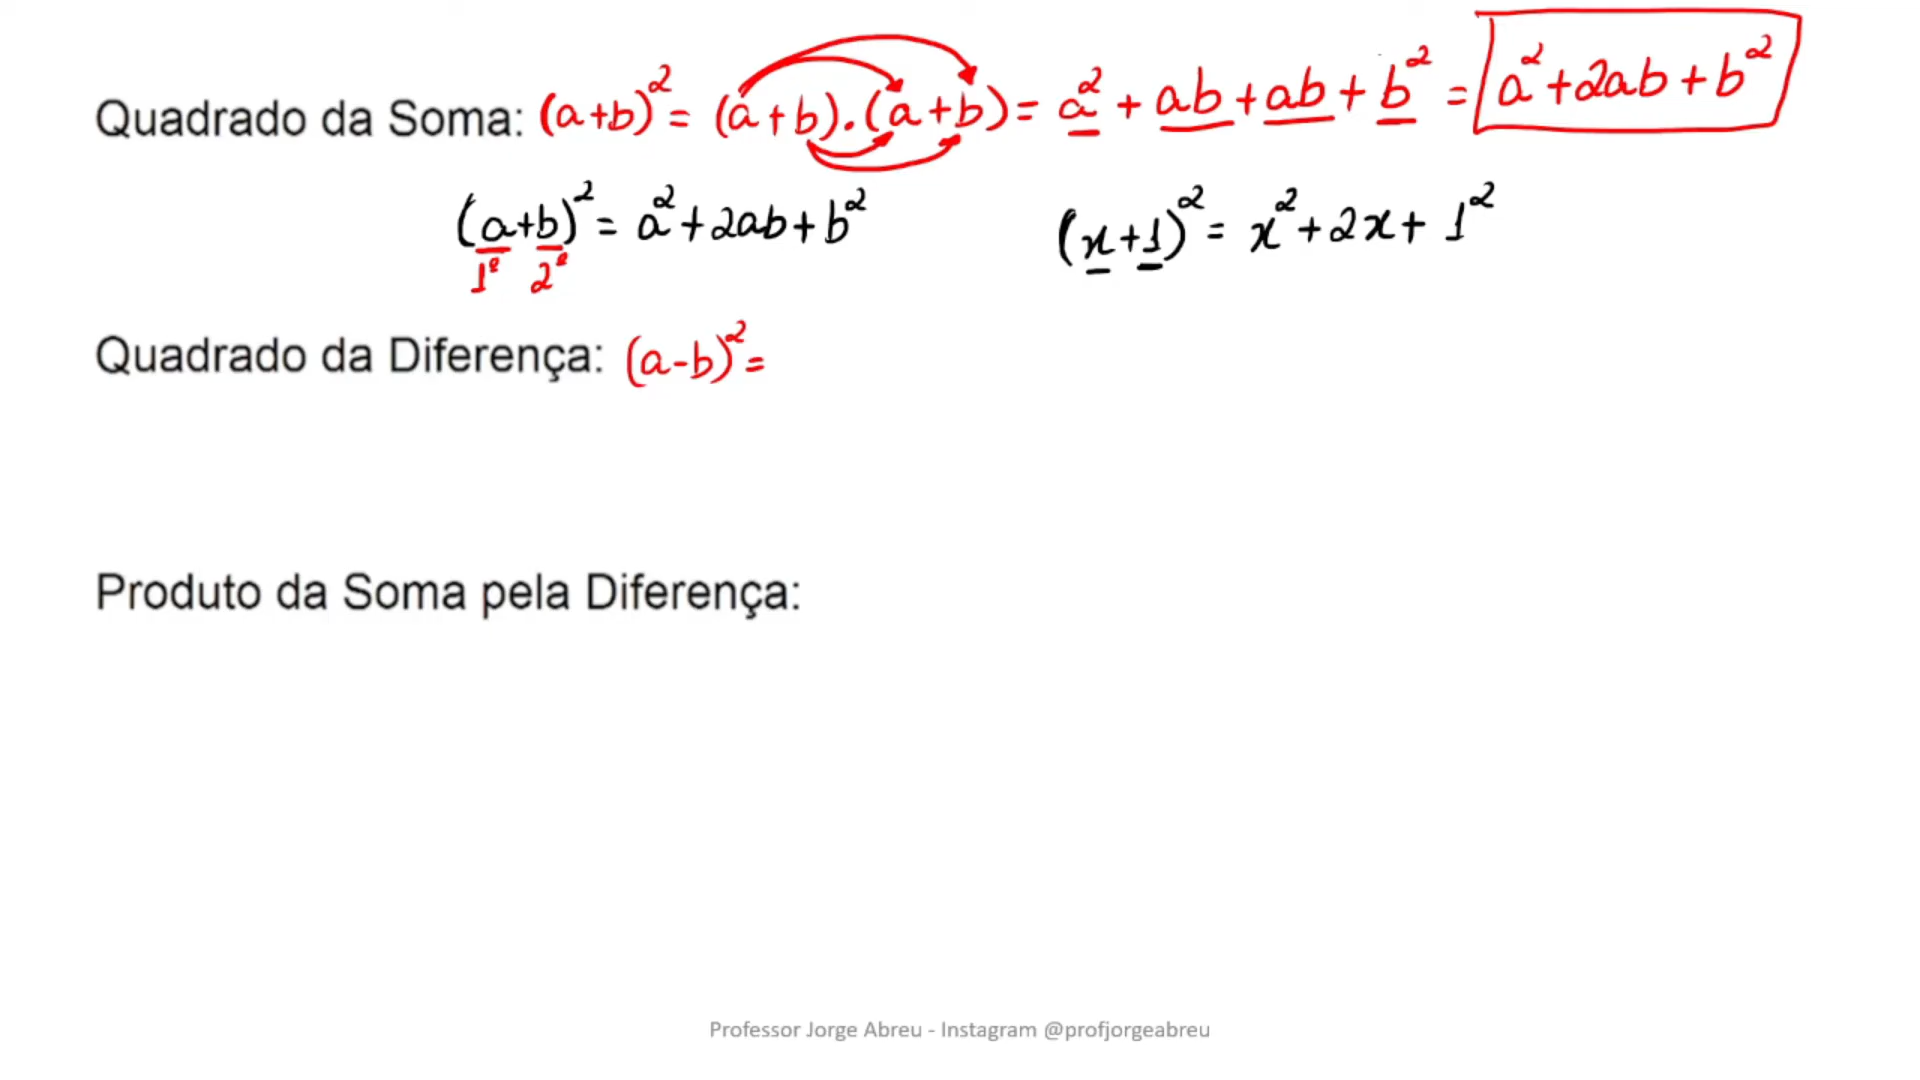 Quadrado da Soma: (a+b)² = (a+b).(a+b) = a² + ab + ab + b² = a² + 2ab + b²
(a+b)² = a² + 2ab + b² (x+1)² = x² + 2x + 1²
1º 2º
Quadrado da Diferença: (a-b)² =
Produto da Soma pela Diferença:
Professor Jorge Abreu - Instagram @profjorgeabreu